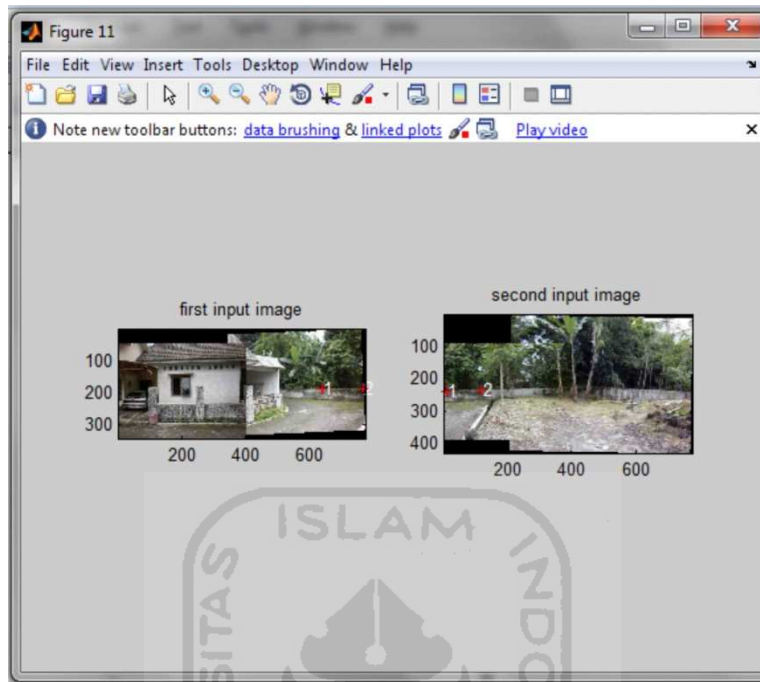 Figure 11
File Edit View Insert Tools Desktop Window Help
Note new toolbar buttons: data brushing & linked plots Play video
first input image
100
200
300
200 400 600
1 2
second input image
100
200
300
400
200 400 600
1 2
ISLAM
SITAS
INDO